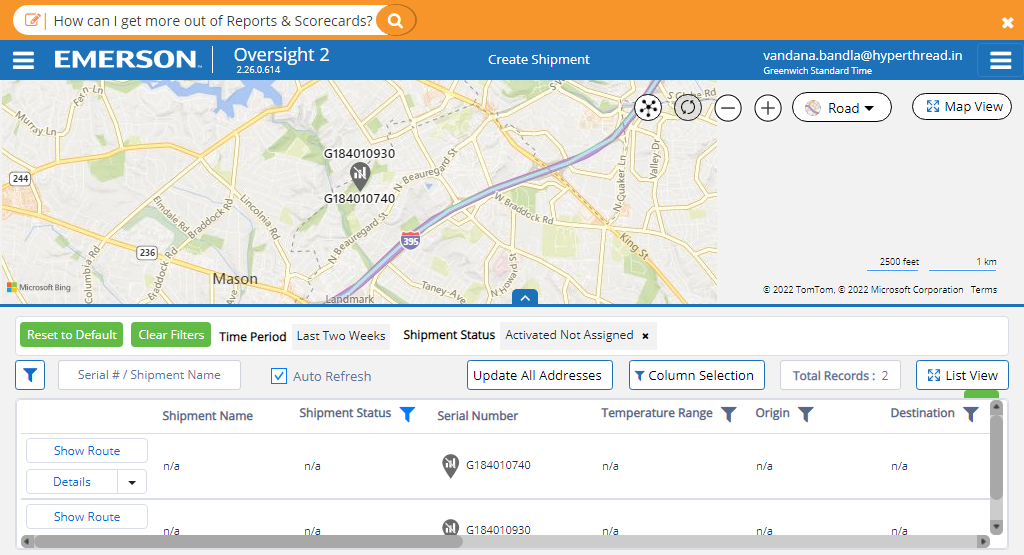 How can I get more out of Reports & Scorecards?
EMERSON
Oversight 2
2.26.0.614
Create Shipment
vandana.bandla@hyperthread.in
Greenwich Standard Time
Murray Ln
244
Elmdale Rd
Braddock Rd
Lincolnia Rd
236
Columbia Rd
Braddock Rd
Mason
Landmark
N Beauregard St
N Beauregard St
395
Taney Ave
N Howard St
W Braddock Rd
King St
N Quaker Ln
Valley Dr
S Glebe Rd
G184010930
G184010740
Road
Map View
2500 feet
1 km
Microsoft Bing
© 2022 TomTom, © 2022 Microsoft Corporation Terms
Reset to Default
Clear Filters
Time Period
Last Two Weeks
Shipment Status
Activated Not Assigned ×
Serial # / Shipment Name
Auto Refresh
Update All Addresses
Column Selection
Total Records : 2
List View
Shipment Name
Shipment Status
Serial Number
Temperature Range
Origin
Destination
Show Route
Details
n/a
n/a
G184010740
n/a
n/a
n/a
Show Route
n/a
n/a
G184010930
n/a
n/a
n/a